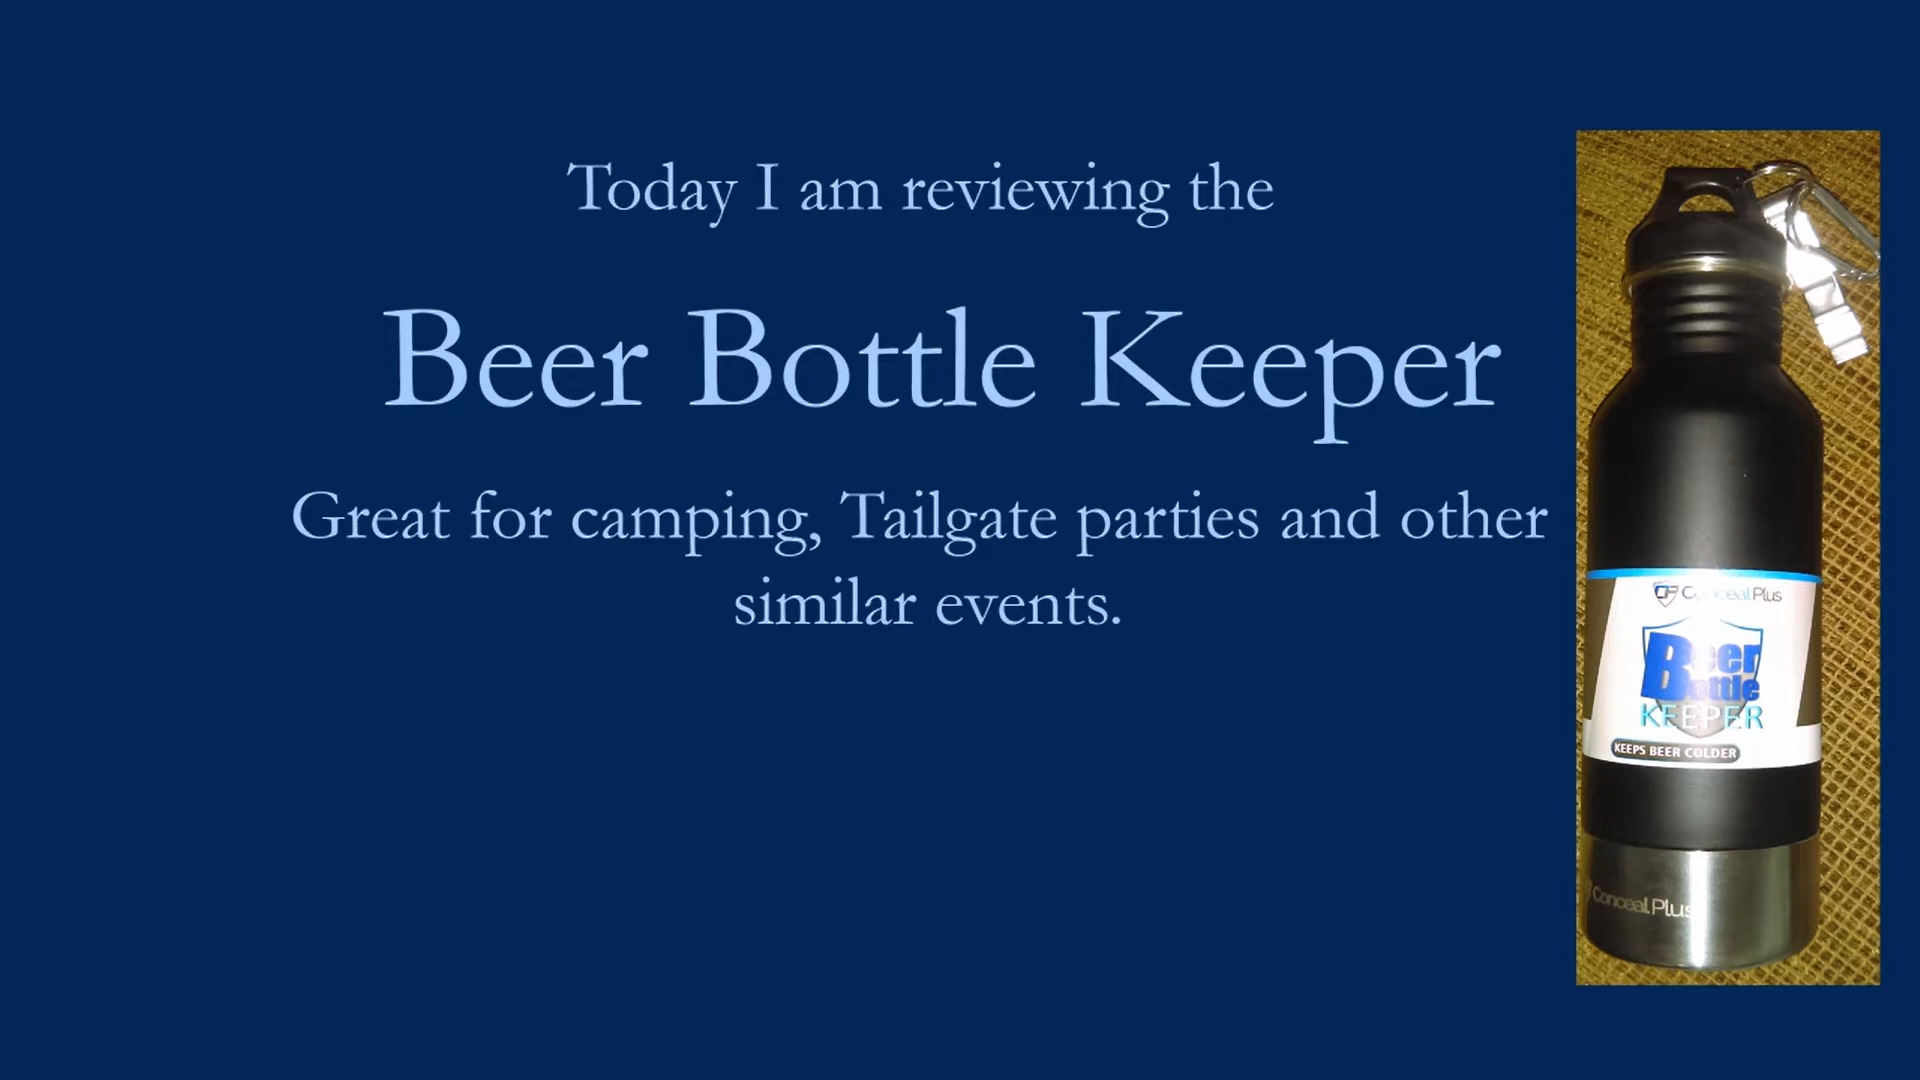 Today I am reviewing the
Beer Bottle Keeper
Great for camping, Tailgate parties and other
similar events.
CP Conceal Plus
Beer
Bottle
KEEPER
KEEPS BEER COLDER
Conceal Plus